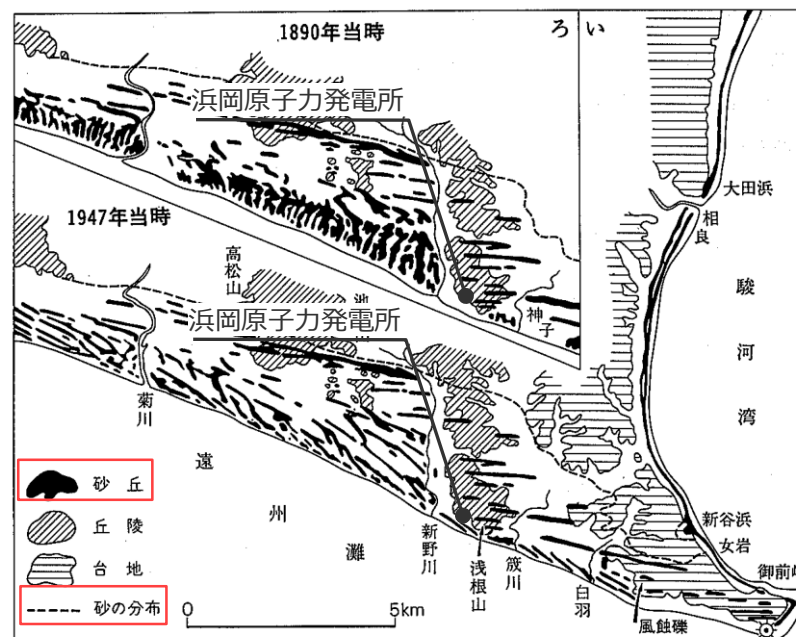 1890年当時
ろ
い
浜岡原子力発電所
大田浜
相良
1947年当時
高松山
池
神子
駿河湾
浜岡原子力発電所
菊川
遠州灘
砂丘
丘陵
台地
砂の分布
新野川
浅根山
筬川
白羽
新谷浜
女岩
御前崎
風蝕礫
0
5km